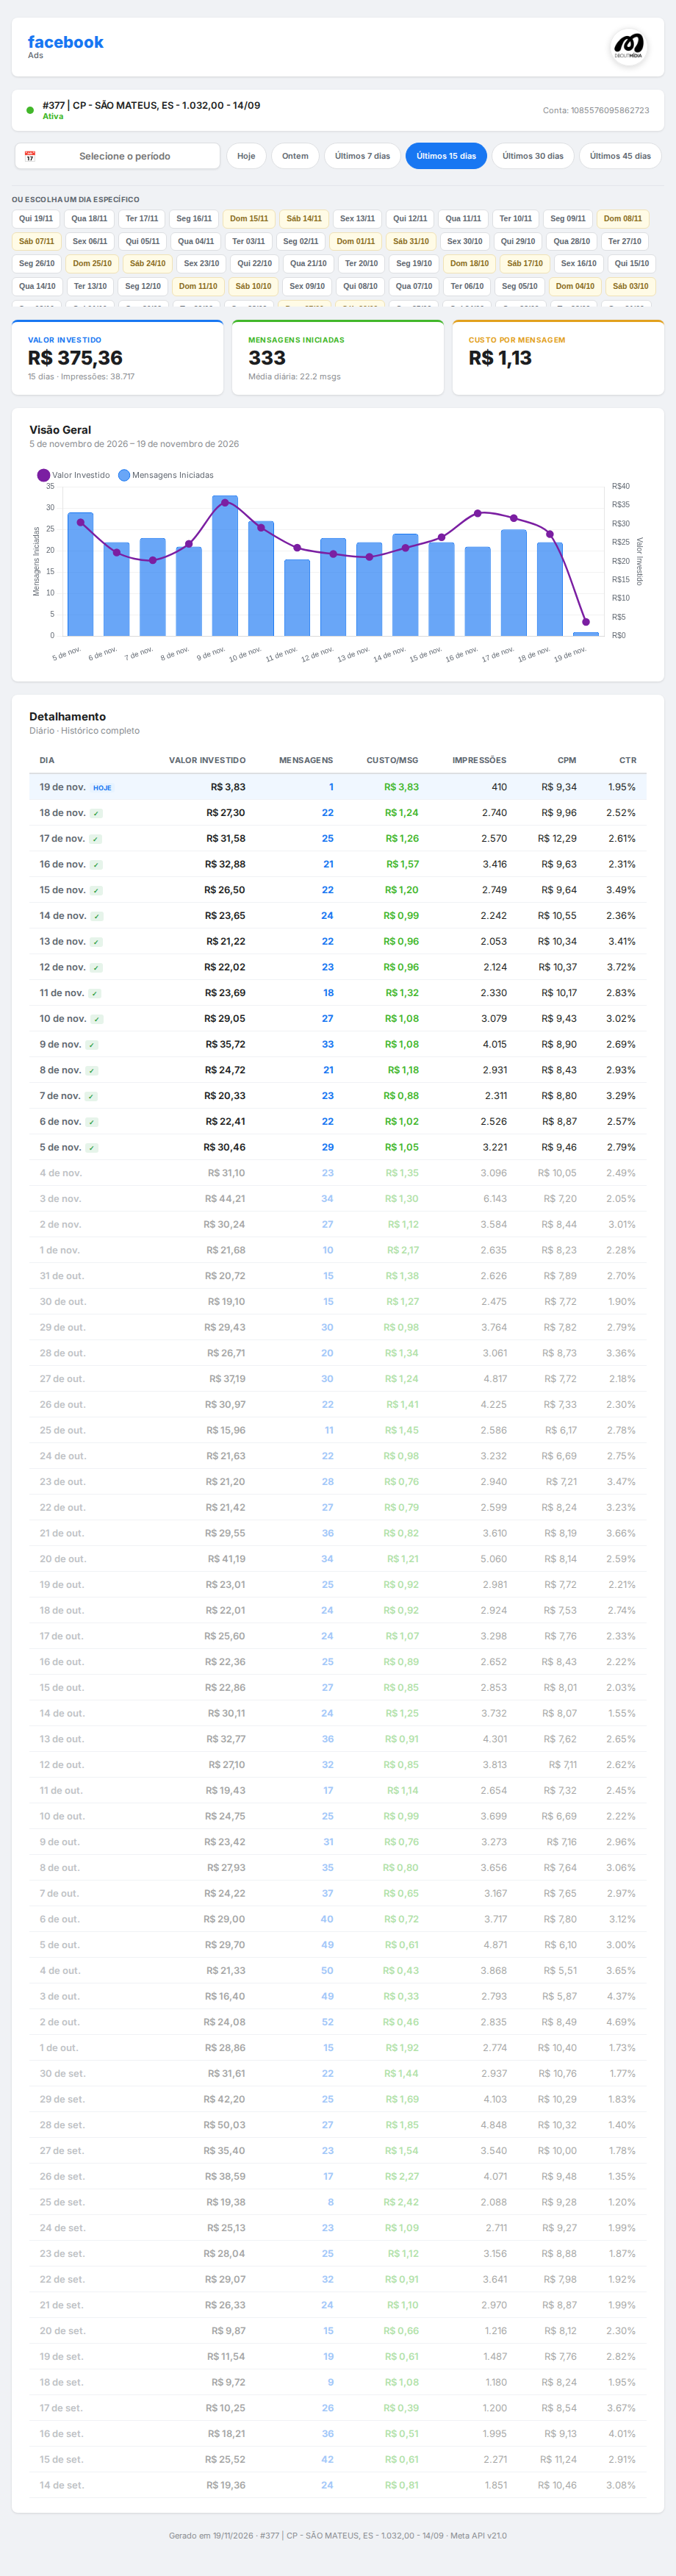 facebook
Ads
DEOLITMÍDIA
#377 | CP - SÃO MATEUS, ES - 1.032,00 - 14/09
Ativa
Conta: 1085576095862723
Selecione o período
Hoje
Ontem
Últimos 7 dias
Últimos 15 dias
Últimos 30 dias
Últimos 45 dias
OU ESCOLHA UM DIA ESPECÍFICO
Qui 19/11 Qua 18/11 Ter 17/11 Seg 16/11 Dom 15/11 Sáb 14/11 Sex 13/11 Qui 12/11 Qua 11/11 Ter 10/11 Seg 09/11 Dom 08/11
Sáb 07/11 Sex 06/11 Qui 05/11 Qua 04/11 Ter 03/11 Seg 02/11 Dom 01/11 Sáb 31/10 Sex 30/10 Qui 29/10 Qua 28/10 Ter 27/10
Seg 26/10 Dom 25/10 Sáb 24/10 Sex 23/10 Qui 22/10 Qua 21/10 Ter 20/10 Seg 19/10 Dom 18/10 Sáb 17/10 Sex 16/10 Qui 15/10
Qua 14/10 Ter 13/10 Seg 12/10 Dom 11/10 Sáb 10/10 Sex 09/10 Qui 08/10 Qua 07/10 Ter 06/10 Seg 05/10 Dom 04/10 Sáb 03/10
VALOR INVESTIDO
R$ 375,36
15 dias · Impressões: 38.717
MENSAGENS INICIADAS
333
Média diária: 22.2 msgs
CUSTO POR MENSAGEM
R$ 1,13
Visão Geral
5 de novembro de 2026 – 19 de novembro de 2026
Valor Investido Mensagens Iniciadas
Mensagens Iniciadas
35
30
25
20
15
10
5
0
R$40
R$35
R$30
R$25
R$20
R$15
R$10
R$5
R$0
Valor Investido
5 de nov. 6 de nov. 7 de nov. 8 de nov. 9 de nov. 10 de nov. 11 de nov. 12 de nov. 13 de nov. 14 de nov. 15 de nov. 16 de nov. 17 de nov. 18 de nov. 19 de nov.
Detalhamento
Diário · Histórico completo
DIA VALOR INVESTIDO MENSAGENS CUSTO/MSG IMPRESSÕES CPM CTR
19 de nov. HOJE R$ 3,83 1 R$ 3,83 410 R$ 9,34 1.95%
18 de nov. ✓ R$ 27,30 22 R$ 1,24 2.740 R$ 9,96 2.52%
17 de nov. ✓ R$ 31,58 25 R$ 1,26 2.570 R$ 12,29 2.61%
16 de nov. ✓ R$ 32,88 21 R$ 1,57 3.416 R$ 9,63 2.31%
15 de nov. ✓ R$ 26,50 22 R$ 1,20 2.749 R$ 9,64 3.49%
14 de nov. ✓ R$ 23,65 24 R$ 0,99 2.242 R$ 10,55 2.36%
13 de nov. ✓ R$ 21,22 22 R$ 0,96 2.053 R$ 10,34 3.41%
12 de nov. ✓ R$ 22,02 23 R$ 0,96 2.124 R$ 10,37 3.72%
11 de nov. ✓ R$ 23,69 18 R$ 1,32 2.330 R$ 10,17 2.83%
10 de nov. ✓ R$ 29,05 27 R$ 1,08 3.079 R$ 9,43 3.02%
9 de nov. ✓ R$ 35,72 33 R$ 1,08 4.015 R$ 8,90 2.69%
8 de nov. ✓ R$ 24,72 21 R$ 1,18 2.931 R$ 8,43 2.93%
7 de nov. ✓ R$ 20,33 23 R$ 0,88 2.311 R$ 8,80 3.29%
6 de nov. ✓ R$ 22,41 22 R$ 1,02 2.526 R$ 8,87 2.57%
5 de nov. ✓ R$ 30,46 29 R$ 1,05 3.221 R$ 9,46 2.79%
4 de nov. R$ 31,10 23 R$ 1,35 3.096 R$ 10,05 2.49%
3 de nov. R$ 44,21 34 R$ 1,30 6.143 R$ 7,20 2.05%
2 de nov. R$ 30,24 27 R$ 1,12 3.584 R$ 8,44 3.01%
1 de nov. R$ 21,68 10 R$ 2,17 2.635 R$ 8,23 2.28%
31 de out. R$ 20,72 15 R$ 1,38 2.626 R$ 7,89 2.70%
30 de out. R$ 19,10 15 R$ 1,27 2.475 R$ 7,72 1.90%
29 de out. R$ 29,43 30 R$ 0,98 3.764 R$ 7,82 2.79%
28 de out. R$ 26,71 20 R$ 1,34 3.061 R$ 8,73 3.36%
27 de out. R$ 37,19 30 R$ 1,24 4.817 R$ 7,72 2.18%
26 de out. R$ 30,97 22 R$ 1,41 4.225 R$ 7,33 2.30%
25 de out. R$ 15,96 11 R$ 1,45 2.586 R$ 6,17 2.78%
24 de out. R$ 21,63 22 R$ 0,98 3.232 R$ 6,69 2.75%
23 de out. R$ 21,20 28 R$ 0,76 2.940 R$ 7,21 3.47%
22 de out. R$ 21,42 27 R$ 0,79 2.599 R$ 8,24 3.23%
21 de out. R$ 29,55 36 R$ 0,82 3.610 R$ 8,19 3.66%
20 de out. R$ 41,19 34 R$ 1,21 5.060 R$ 8,14 2.59%
19 de out. R$ 23,01 25 R$ 0,92 2.981 R$ 7,72 2.21%
18 de out. R$ 22,01 24 R$ 0,92 2.924 R$ 7,53 2.74%
17 de out. R$ 25,60 24 R$ 1,07 3.298 R$ 7,76 2.33%
16 de out. R$ 22,36 25 R$ 0,89 2.652 R$ 8,43 2.22%
15 de out. R$ 22,86 27 R$ 0,85 2.853 R$ 8,01 2.03%
14 de out. R$ 30,11 24 R$ 1,25 3.732 R$ 8,07 1.55%
13 de out. R$ 32,77 36 R$ 0,91 4.301 R$ 7,62 2.65%
12 de out. R$ 27,10 32 R$ 0,85 3.813 R$ 7,11 2.62%
11 de out. R$ 19,43 17 R$ 1,14 2.654 R$ 7,32 2.45%
10 de out. R$ 24,75 25 R$ 0,99 3.699 R$ 6,69 2.22%
9 de out. R$ 23,42 31 R$ 0,76 3.273 R$ 7,16 2.96%
8 de out. R$ 27,93 35 R$ 0,80 3.656 R$ 7,64 3.06%
7 de out. R$ 24,22 37 R$ 0,65 3.167 R$ 7,65 2.97%
6 de out. R$ 29,00 40 R$ 0,72 3.717 R$ 7,80 3.12%
5 de out. R$ 29,70 49 R$ 0,61 4.871 R$ 6,10 3.00%
4 de out. R$ 21,33 50 R$ 0,43 3.868 R$ 5,51 3.65%
3 de out. R$ 16,40 49 R$ 0,33 2.793 R$ 5,87 4.37%
2 de out. R$ 24,08 52 R$ 0,46 2.835 R$ 8,49 4.69%
1 de out. R$ 28,86 15 R$ 1,92 2.774 R$ 10,40 1.73%
30 de set. R$ 31,61 22 R$ 1,44 2.937 R$ 10,76 1.77%
29 de set. R$ 42,20 25 R$ 1,69 4.103 R$ 10,29 1.83%
28 de set. R$ 50,03 27 R$ 1,85 4.848 R$ 10,32 1.40%
27 de set. R$ 35,40 23 R$ 1,54 3.540 R$ 10,00 1.78%
26 de set. R$ 38,59 17 R$ 2,27 4.071 R$ 9,48 1.35%
25 de set. R$ 19,38 8 R$ 2,42 2.088 R$ 9,28 1.20%
24 de set. R$ 25,13 23 R$ 1,09 2.711 R$ 9,27 1.99%
23 de set. R$ 28,04 25 R$ 1,12 3.156 R$ 8,88 1.87%
22 de set. R$ 29,07 32 R$ 0,91 3.641 R$ 7,98 1.92%
21 de set. R$ 26,33 24 R$ 1,10 2.970 R$ 8,87 1.99%
20 de set. R$ 9,87 15 R$ 0,66 1.216 R$ 8,12 2.30%
19 de set. R$ 11,54 19 R$ 0,61 1.487 R$ 7,76 2.82%
18 de set. R$ 9,72 9 R$ 1,08 1.180 R$ 8,24 1.95%
17 de set. R$ 10,25 26 R$ 0,39 1.200 R$ 8,54 3.67%
16 de set. R$ 18,21 36 R$ 0,51 1.995 R$ 9,13 4.01%
15 de set. R$ 25,52 42 R$ 0,61 2.271 R$ 11,24 2.91%
14 de set. R$ 19,36 24 R$ 0,81 1.851 R$ 10,46 3.08%
Gerado em 19/11/2026 · #377 | CP - SÃO MATEUS, ES - 1.032,00 - 14/09 · Meta API v21.0